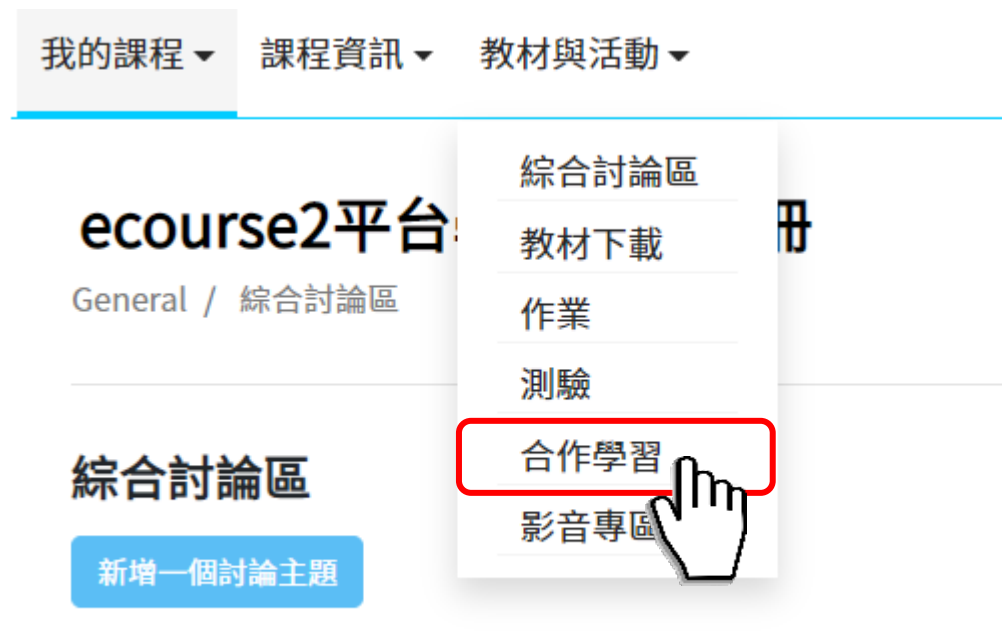 我的課程 課程資訊 教材與活動
綜合討論區
ecourse2平台 冊
教材下載
General / 綜合討論區
作業
測驗
合作學習
綜合討論區
影音專區
新增一個討論主題